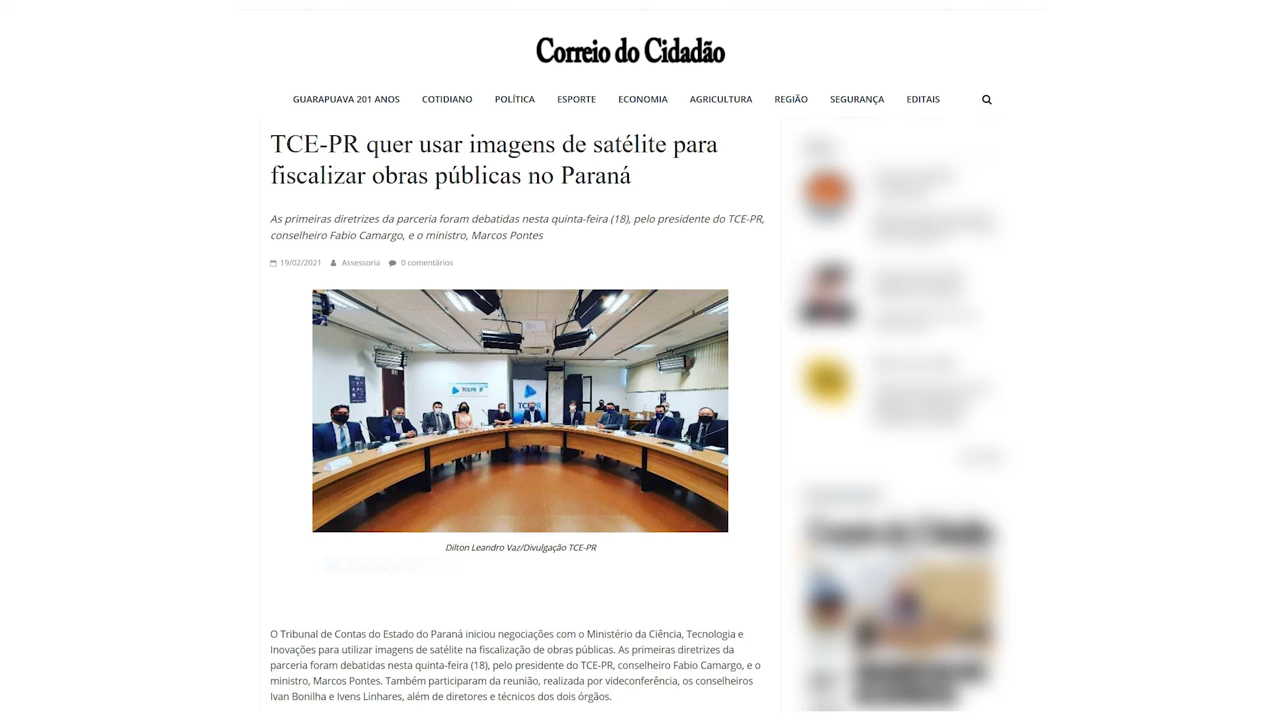 Correio do Cidadão
GUARAPUAVA 201 ANOS COTIDIANO POLÍTICA ESPORTE ECONOMIA AGRICULTURA REGIÃO SEGURANÇA EDITAIS
TCE-PR quer usar imagens de satélite para
fiscalizar obras públicas no Paraná
As primeiras diretrizes da parceria foram debatidas nesta quinta-feira (18), pelo presidente do TCE-PR,
conselheiro Fabio Camargo, e o ministro, Marcos Pontes
19/02/2021 Assessoria 0 comentários
TCEPR
TCEPR
Dilton Leandro Vaz/Divulgação TCE-PR
O Tribunal de Contas do Estado do Paraná iniciou negociações com o Ministério da Ciência, Tecnologia e
Inovações para utilizar imagens de satélite na fiscalização de obras públicas. As primeiras diretrizes da
parceria foram debatidas nesta quinta-feira (18), pelo presidente do TCE-PR, conselheiro Fabio Camargo, e o
ministro, Marcos Pontes. Também participaram da reunião, realizada por videconferência, os conselheiros
Ivan Bonilha e Ivens Linhares, além de diretores e técnicos dos dois órgãos.